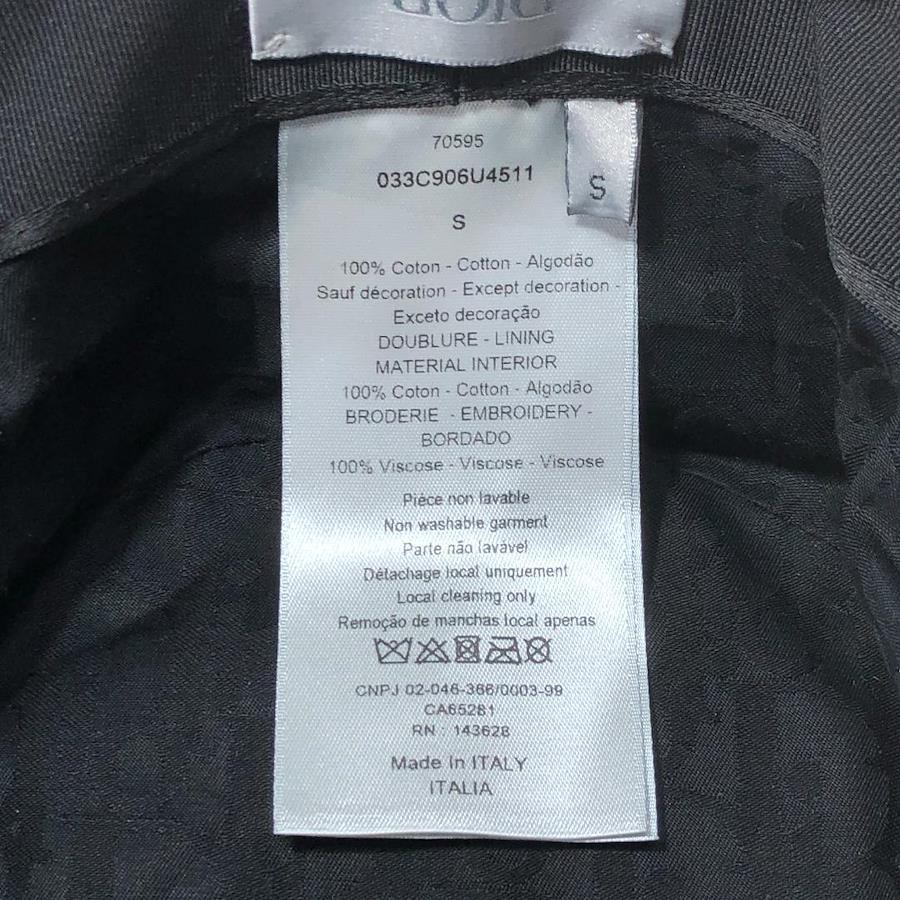 DIOR
70595
033C906U4511
S
S
100% Coton - Cotton - Algodão
Sauf décoration - Except decoration -
Exceto decoração
DOUBLURE - LINING
MATERIAL INTERIOR
100% Coton - Cotton - Algodão
BRODERIE - EMBROIDERY -
BORDADO
100% Viscose - Viscose - Viscose
Pièce non lavable
Non washable garment
Parte não lavável
Détachage local uniquement
Local cleaning only
Remoção de manchas local apenas
CNPJ 02-046-366/0003-99
CA65281
RN : 143628
Made in ITALY
ITALIA